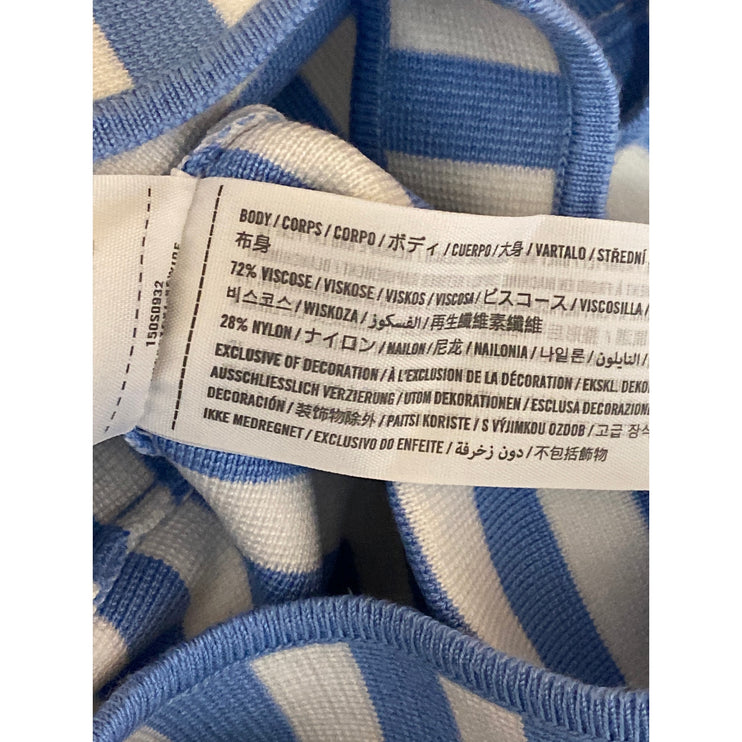 BODY / CORPS / CORPO / ボディ / CUERPO / 大身 / VARTALO / STŘEDNÍ
布身
72% VISCOSE / VISKOSE / VISKOS / VISCOSA / ビスコース / VISCOSILLA /
비스코스 / WISKOZA / الفسكوز / 再生纖維素纖維
28% NYLON / ナイロン / NAILON / 尼龙 / NAILONIA / 나일론 / النايلون /
EXCLUSIVE OF DECORATION / À L'EXCLUSION DE LA DÉCORATION / EKSKL. DEKO
AUSSCHLIESSLICH VERZIERUNG / UTOM DEKORATIONEN / ESCLUSA DECORAZION
DECORACIÓN / 装饰物除外 / PAITSI KORISTE / S VÝJIMKOU OZDOB / 고급 장식
IKKE MEDREGNET / EXCLUSIVO DO ENFEITE / دون زخرفة / 不包括飾物
150S0932